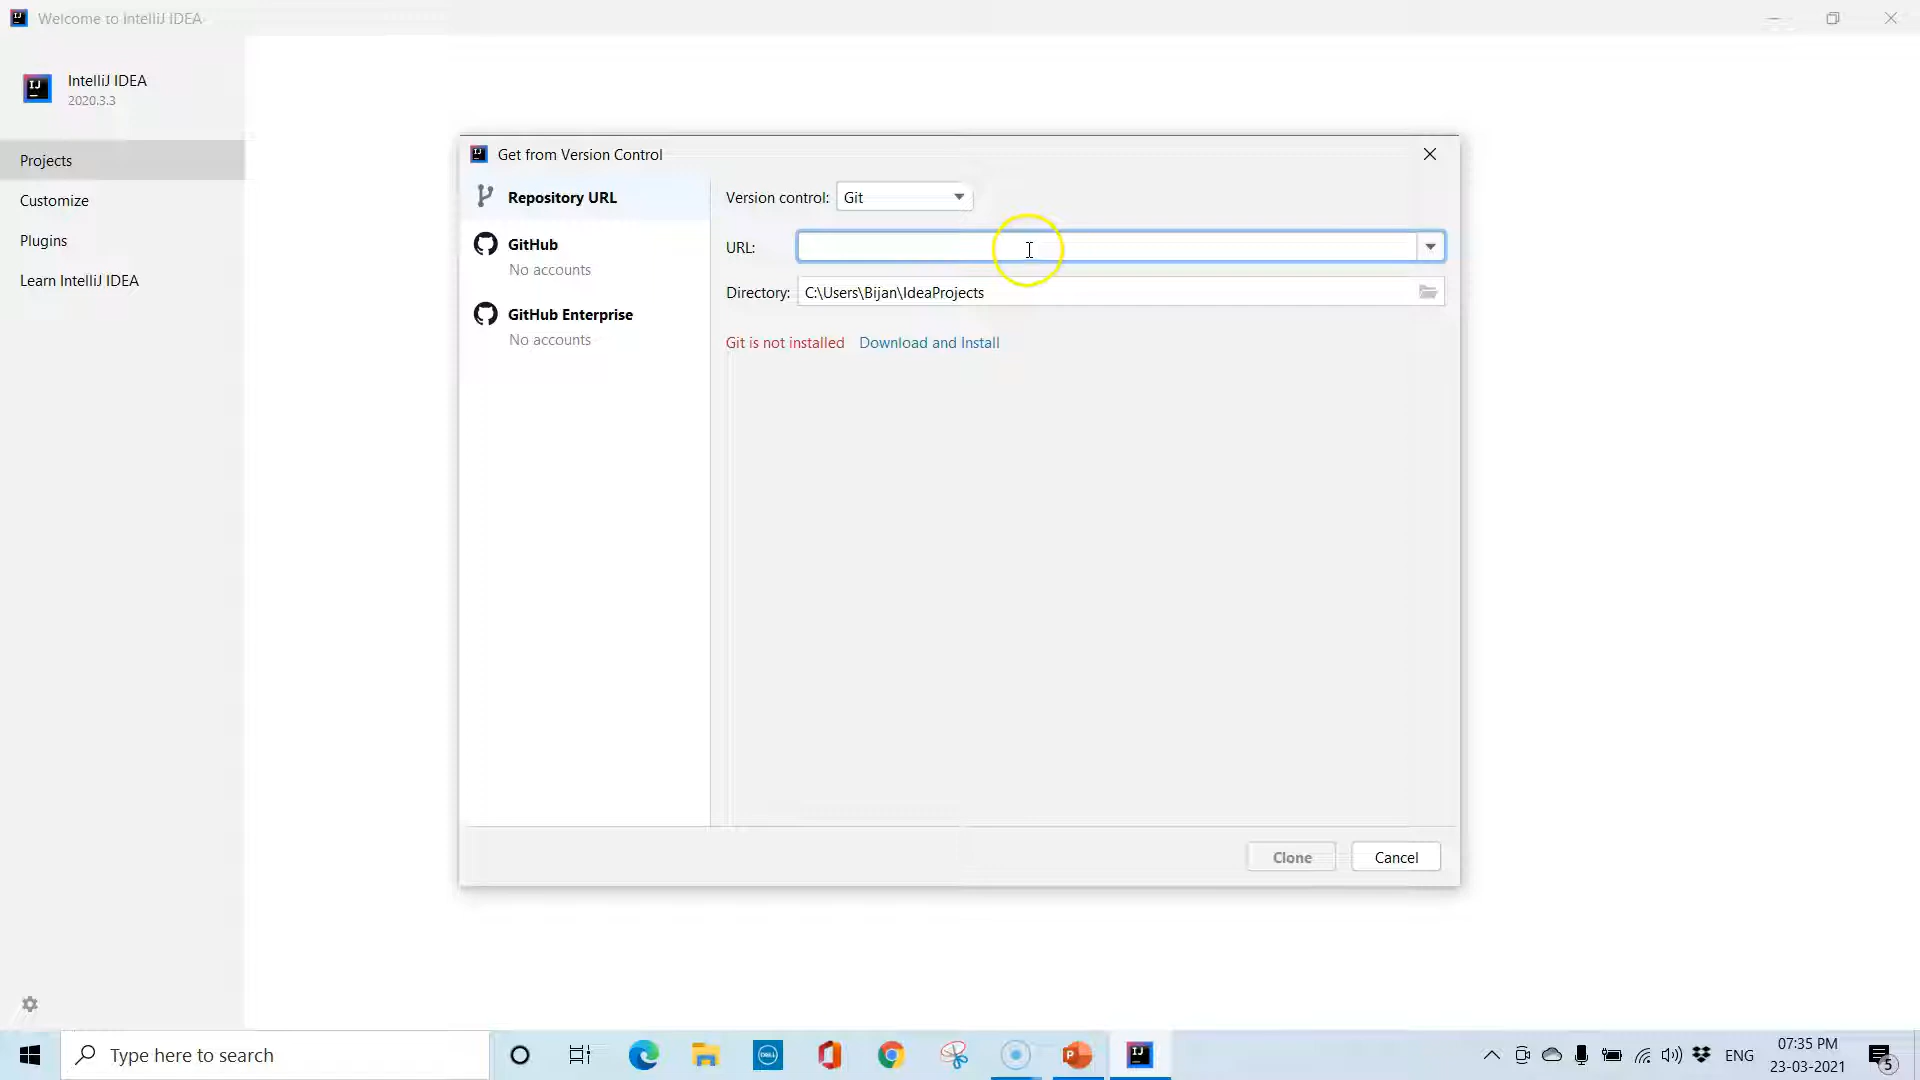 Welcome to IntelliJ IDEA
IntelliJ IDEA
2020.3.3
Projects
Customize
Plugins
Learn IntelliJ IDEA
Get from Version Control
Repository URL
GitHub
No accounts
GitHub Enterprise
No accounts
Version control: Git
URL:
Directory: C:\Users\Bijan\IdeaProjects
Git is not installed Download and Install
Clone Cancel
Type here to search
DELL
ENG
07:35 PM
23-03-2021
5